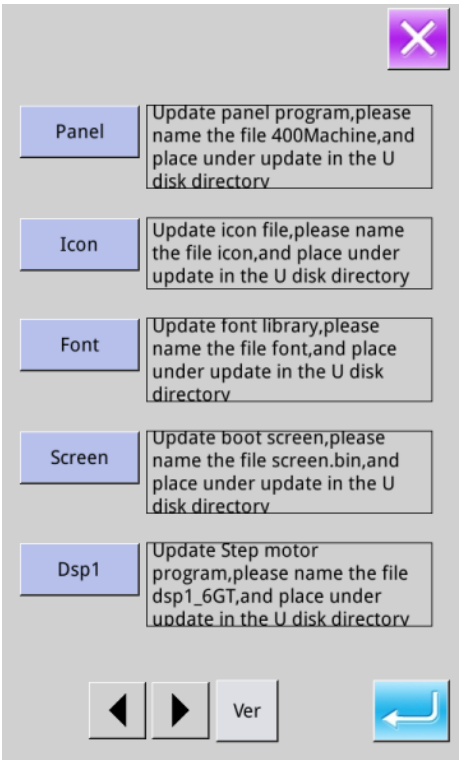 Panel
Update panel program,please
name the file 400Machine,and
place under update in the U
disk directory
Icon
Update icon file,please name
the file icon,and place under
update in the U disk directory
Font
Update font library,please
name the file font,and place
under update in the U disk
directory
Screen
Update boot screen,please
name the file screen.bin,and
place under update in the U
disk directory
Dsp1
Update Step motor
program,please name the file
dsp1_6GT,and place under
update in the U disk directory
Ver